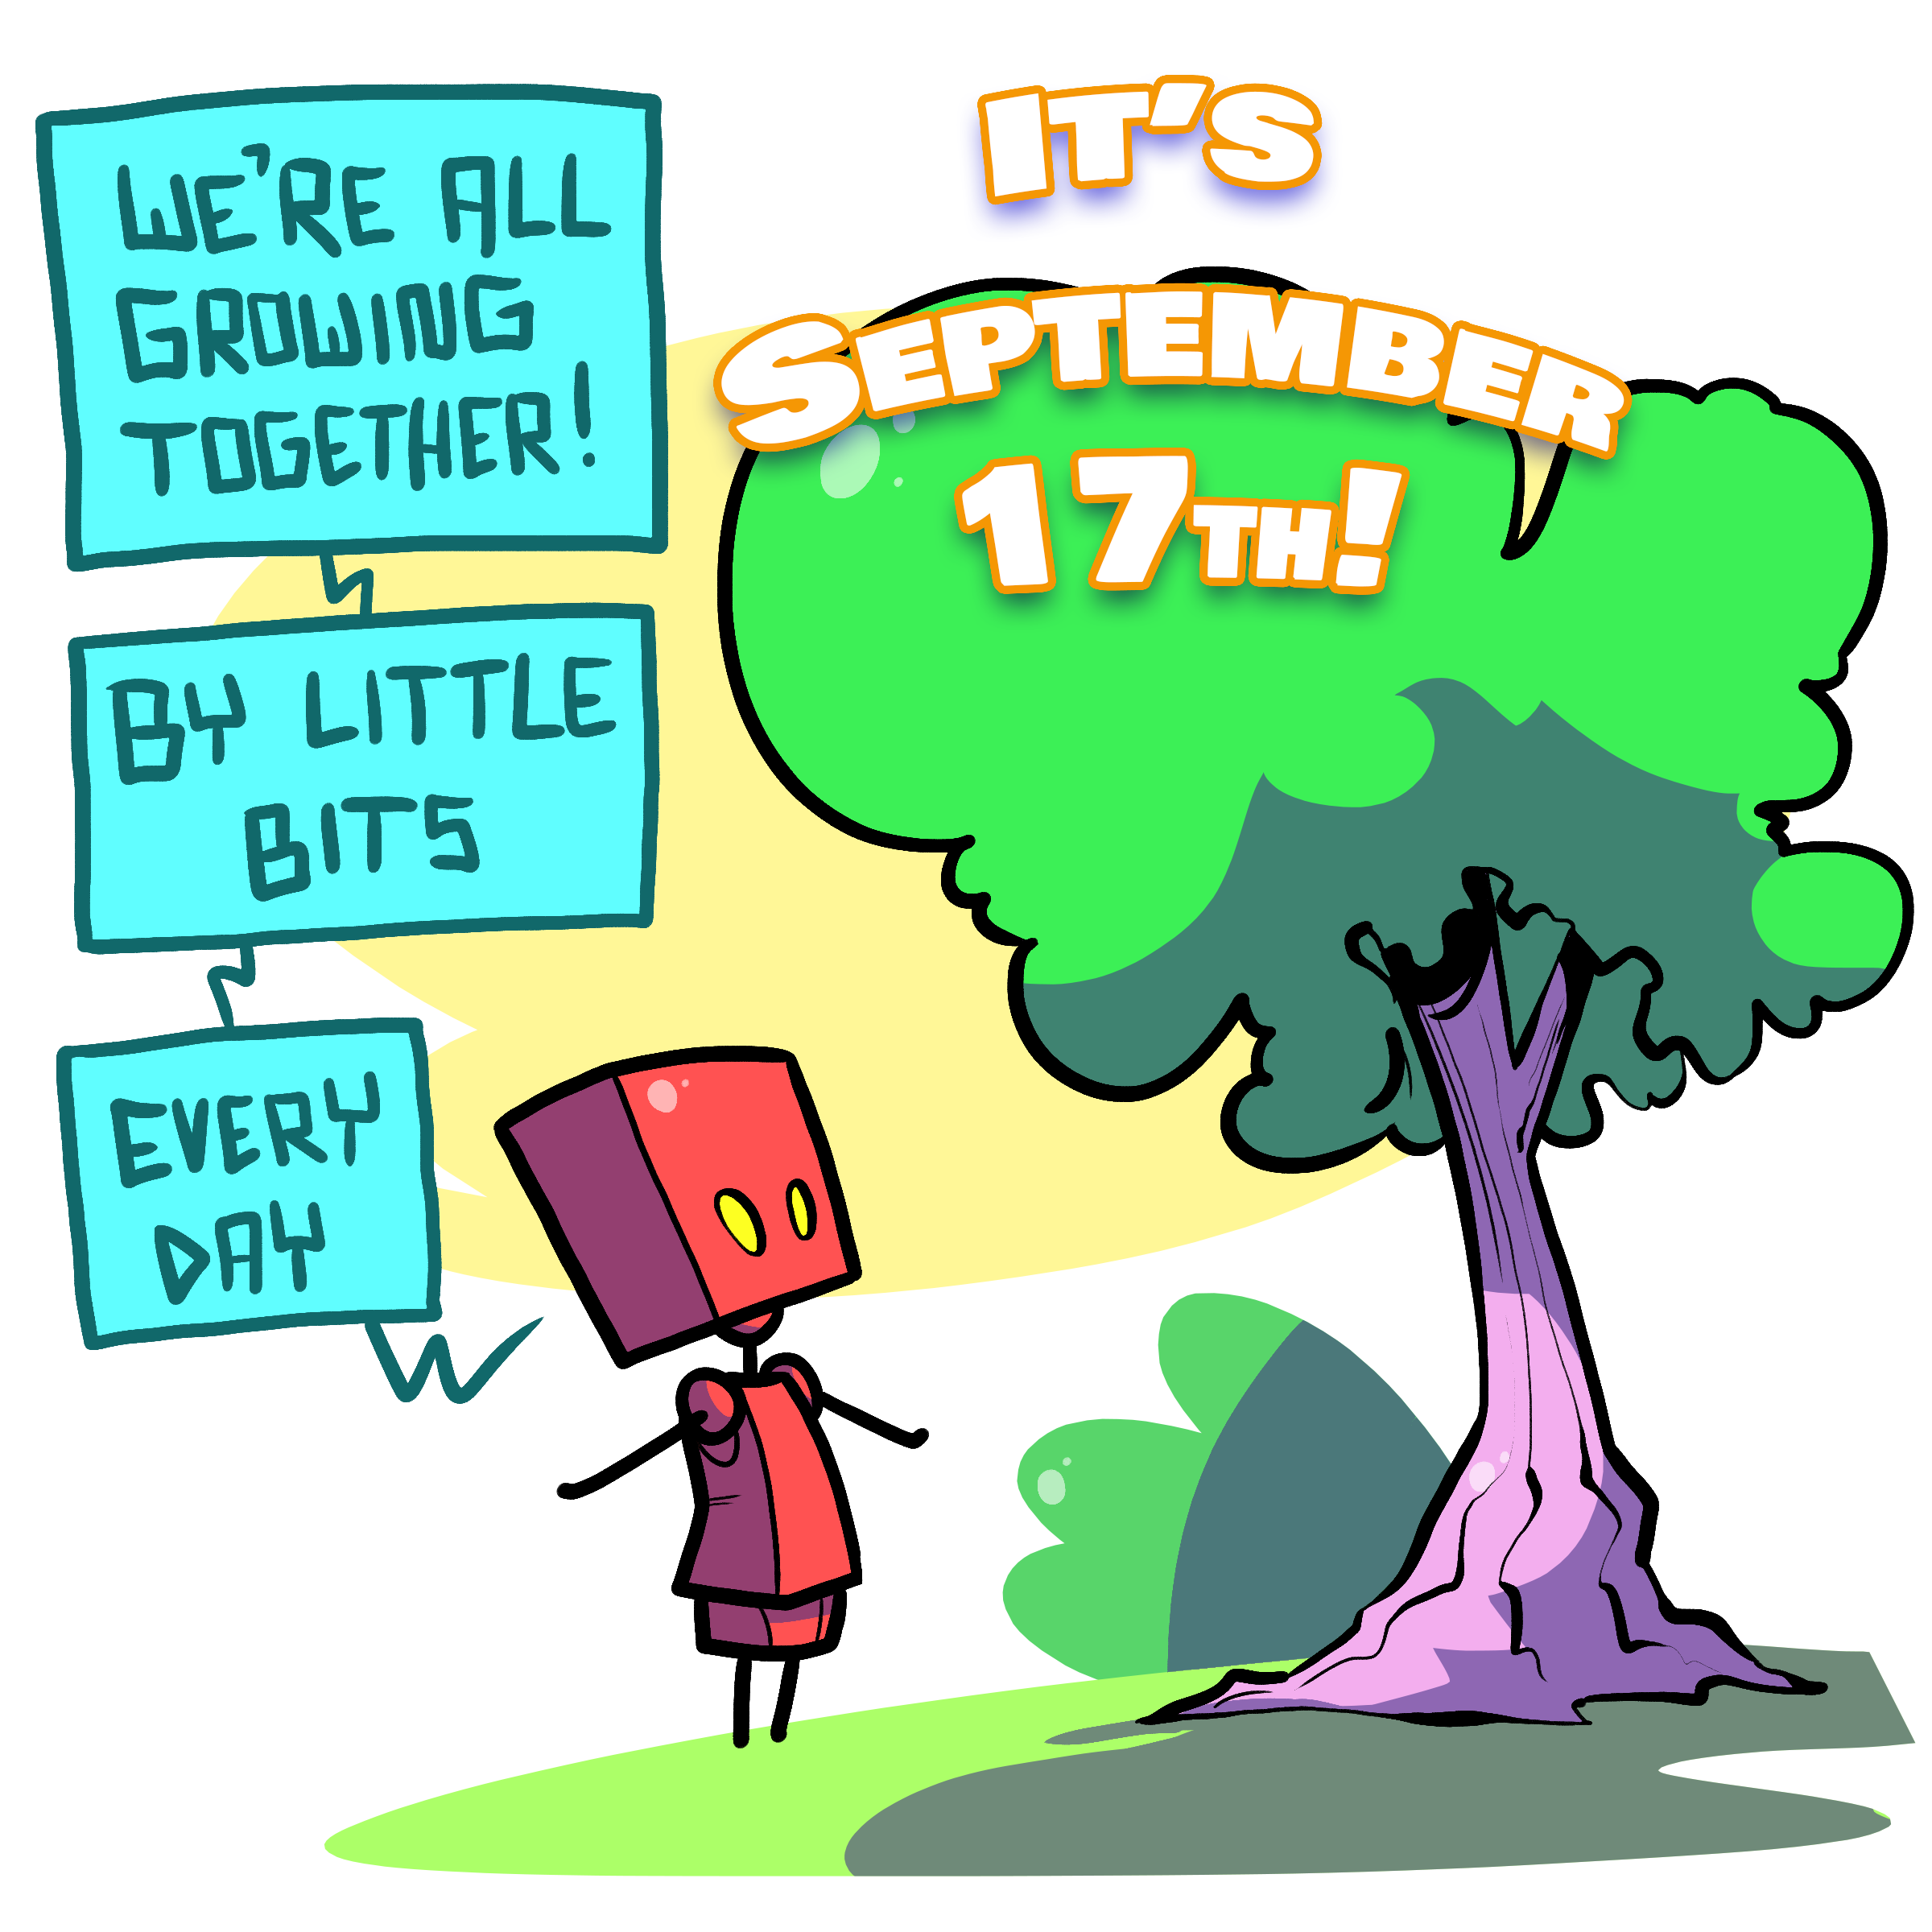 WE'RE ALL
GROWING
TOGETHER!
BY LITTLE
BITS
EVERY
DAY
IT'S
SEPTEMBER
17TH!